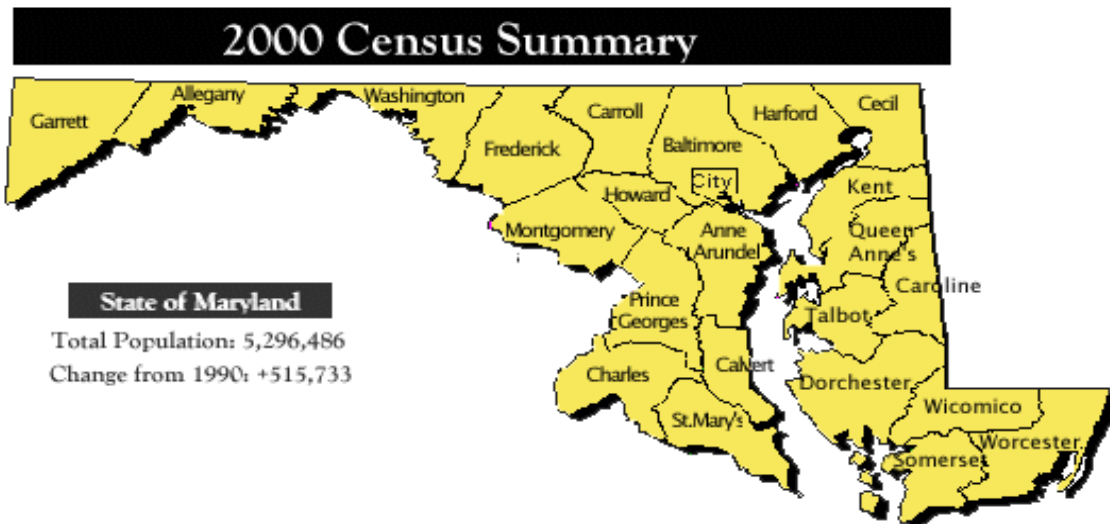 2000 Census Summary
Garrett
Allegany
Washington
Frederick
Carroll
Baltimore
City
Harford
Cecil
Howard
Montgomery
Anne
Arundel
Kent
Queen
Anne's
Caroline
Talbot
Prince
Georges
Charles
Calvert
St.Mary's
Dorchester
Wicomico
Worcester
Somerset
State of Maryland
Total Population: 5,296,486
Change from 1990: +515,733